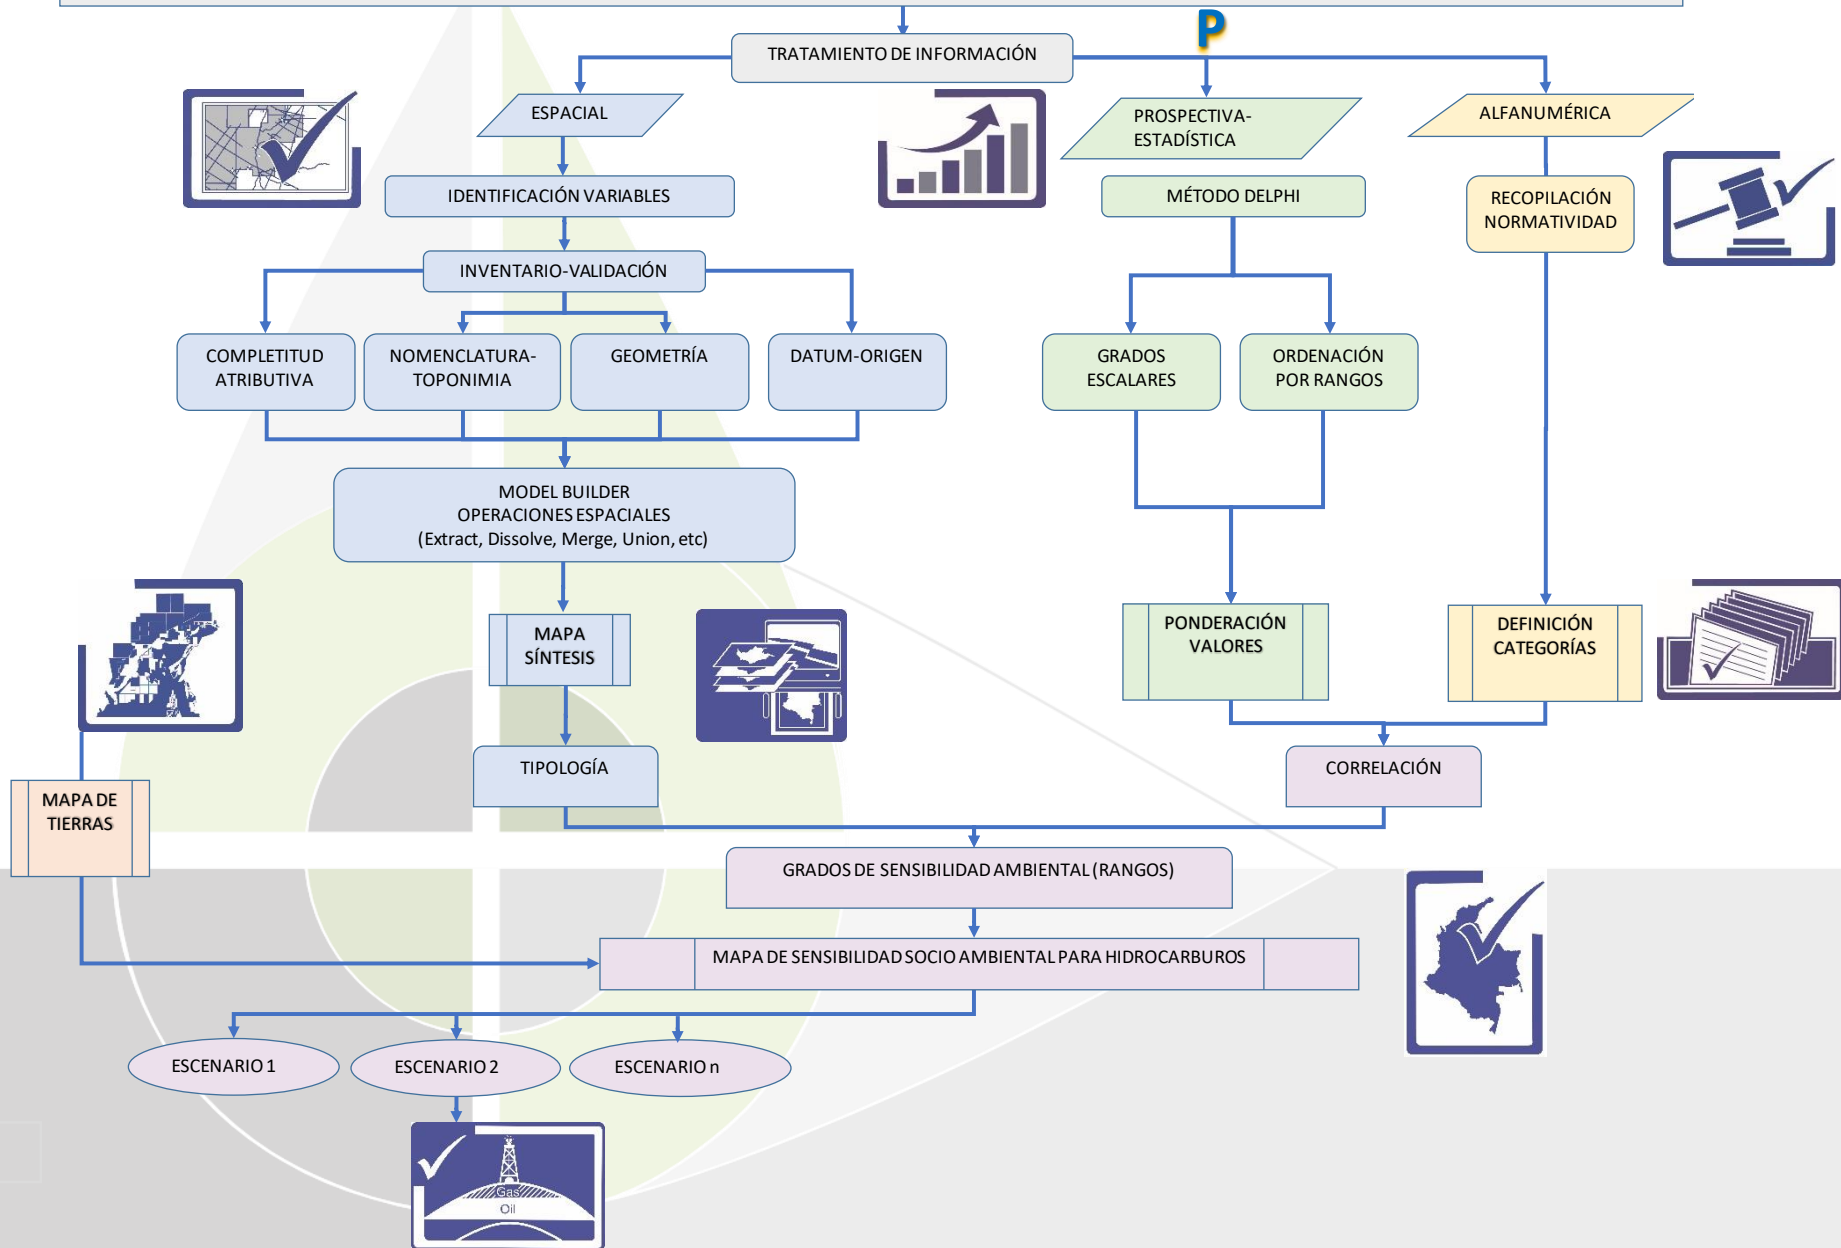 P
TRATAMIENTO DE INFORMACIÓN
ESPACIAL
PROSPECTIVA-
ESTADÍSTICA
ALFANUMÉRICA
IDENTIFICACIÓN VARIABLES
MÉTODO DELPHI
RECOPILACIÓN
NORMATIVIDAD
INVENTARIO-VALIDACIÓN
COMPLETITUD
ATRIBUTIVA
NOMENCLATURA-
TOPONIMIA
GEOMETRÍA
DATUM-ORIGEN
GRADOS
ESCALARES
ORDENACIÓN
POR RANGOS
MODEL BUILDER
OPERACIONES ESPACIALES
(Extract, Dissolve, Merge, Union, etc)
MAPA
SÍNTESIS
PONDERACIÓN
VALORES
DEFINICIÓN
CATEGORÍAS
TIPOLOGÍA
CORRELACIÓN
MAPA DE
TIERRAS
GRADOS DE SENSIBILIDAD AMBIENTAL (RANGOS)
MAPA DE SENSIBILIDAD SOCIO AMBIENTAL PARA HIDROCARBUROS
ESCENARIO 1
ESCENARIO 2
ESCENARIO n
Gas
Oil